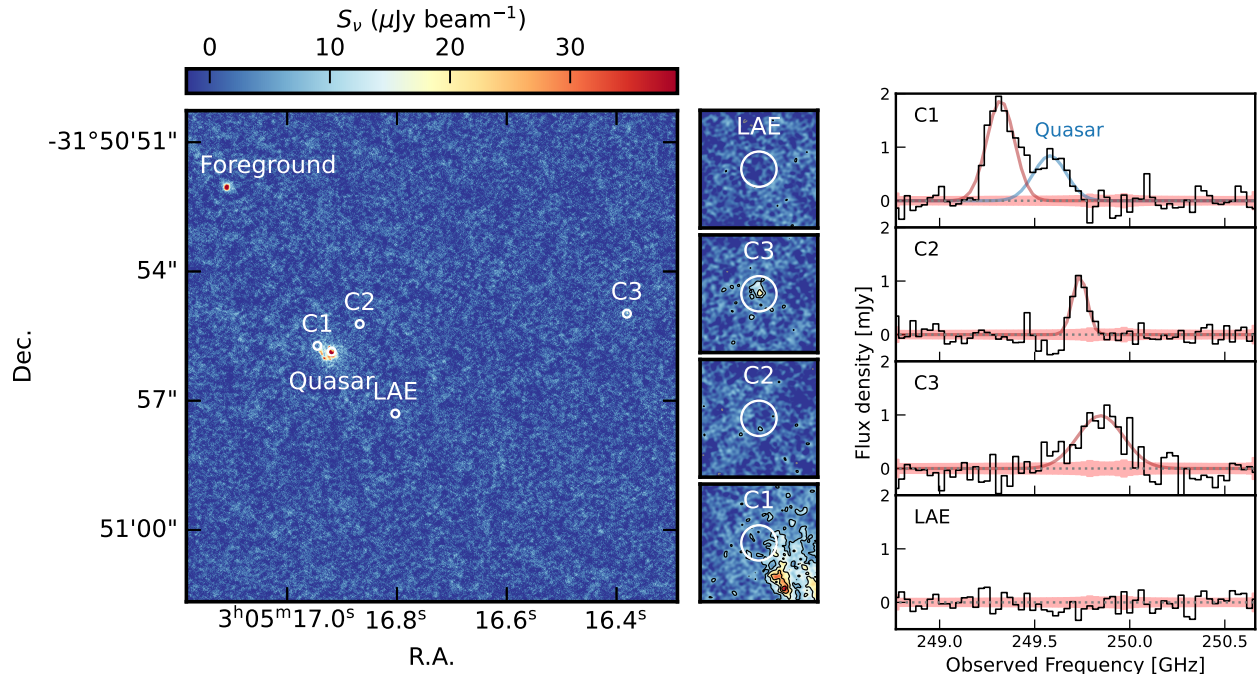 Sν (μJy beam⁻¹)
0 10 20 30
-31°50'51"
54"
57"
51'00"
Dec.
Foreground
C1
C2
C3
Quasar
LAE
3ʰ05ᵐ17.0ˢ 16.8ˢ 16.6ˢ 16.4ˢ
R.A.
LAE
C3
C2
C1
Flux density [mJy]
C1
Quasar
2
1
0
C2
2
1
0
C3
2
1
0
LAE
2
1
0
249.0 249.5 250.0 250.5
Observed Frequency [GHz]